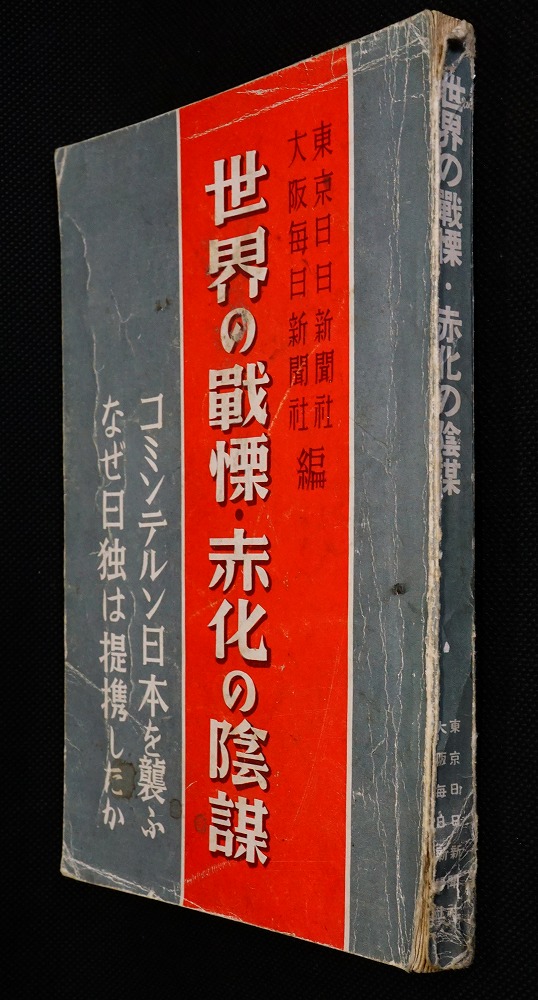 東京日日新聞社
大阪毎日新聞社 編
世界の戰慄・赤化の陰謀
コミンテルン日本を襲ふ
なぜ日独は提携したか
世界の戰慄・赤化の陰謀
東京日日新
大阪毎日新